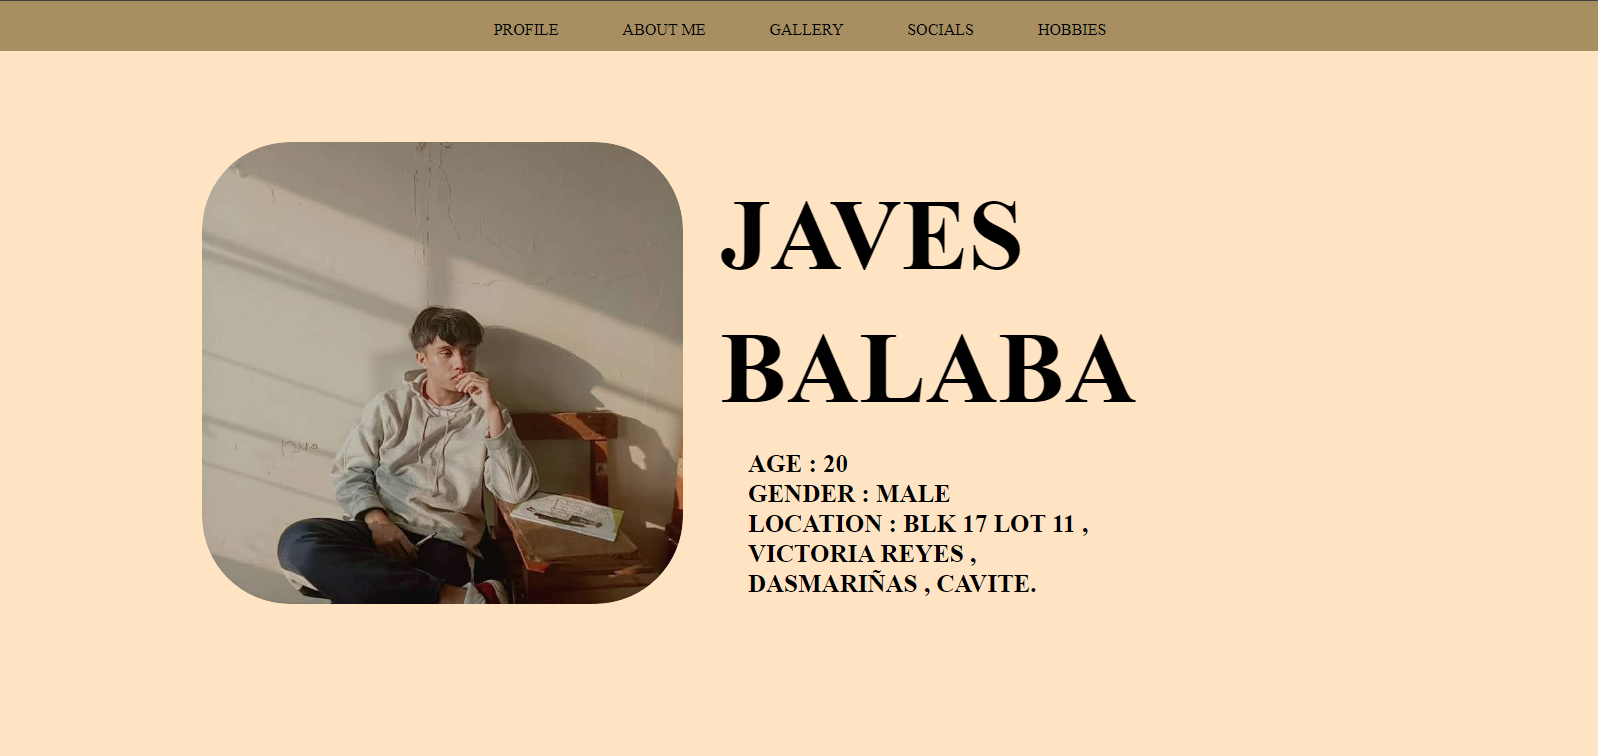 PROFILE ABOUT ME GALLERY SOCIALS HOBBIES
JAVES
BALABA
AGE : 20
GENDER : MALE
LOCATION : BLK 17 LOT 11 ,
VICTORIA REYES ,
DASMARIÑAS , CAVITE.